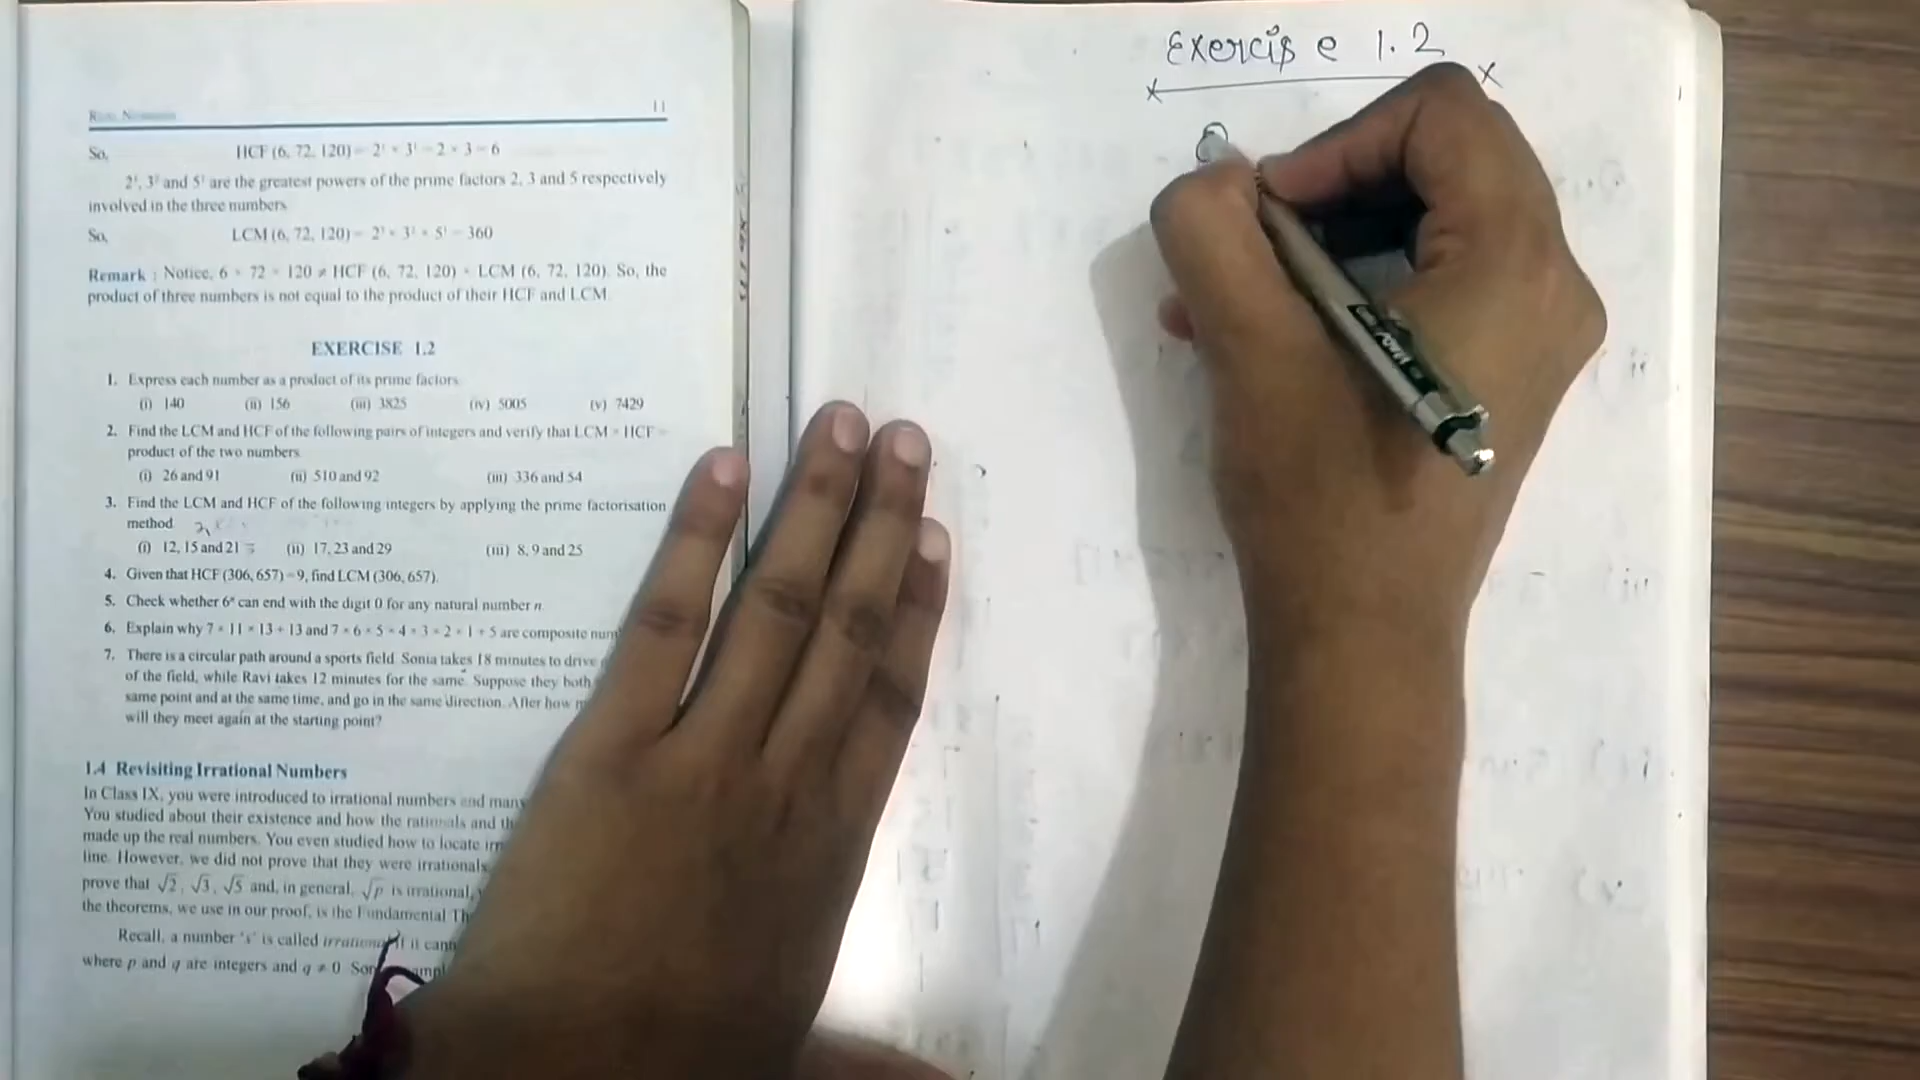 11
So, HCF (6, 72, 120) = 2¹ × 3¹ = 2 × 3 = 6
2³, 3² and 5¹ are the greatest powers of the prime factors 2, 3 and 5 respectively
involved in the three numbers.
So, LCM (6, 72, 120) = 2³ × 3² × 5¹ = 360
Remark : Notice, 6 × 72 × 120 ≠ HCF (6, 72, 120) × LCM (6, 72, 120). So, the
product of three numbers is not equal to the product of their HCF and LCM.
EXERCISE 1.2
1. Express each number as a product of its prime factors:
(i) 140 (ii) 156 (iii) 3825 (iv) 5005 (v) 7429
2. Find the LCM and HCF of the following pairs of integers and verify that LCM × HCF =
product of the two numbers.
(i) 26 and 91 (ii) 510 and 92 (iii) 336 and 54
3. Find the LCM and HCF of the following integers by applying the prime factorisation
method.
(i) 12, 15 and 21 (ii) 17, 23 and 29 (iii) 8, 9 and 25
4. Given that HCF (306, 657) = 9, find LCM (306, 657).
5. Check whether 6ⁿ can end with the digit 0 for any natural number n.
6. Explain why 7 × 11 × 13 + 13 and 7 × 6 × 5 × 4 × 3 × 2 × 1 + 5 are composite num
7. There is a circular path around a sports field. Sonia takes 18 minutes to drive
of the field, while Ravi takes 12 minutes for the same. Suppose they both
same point and at the same time, and go in the same direction. After how
will they meet again at the starting point?
1.4 Revisiting Irrational Numbers
In Class IX, you were introduced to irrational numbers and many
You studied about their existence and how the rationals and th
made up the real numbers. You even studied how to locate irr
line. However, we did not prove that they were irrationals.
prove that √2, √3, √5 and, in general, √p is irrational,
the theorems, we use in our proof, is the Fundamental Th
Recall, a number 's' is called irrational if it cann
where p and q are integers and q ≠ 0. Som
Exercise 1.2